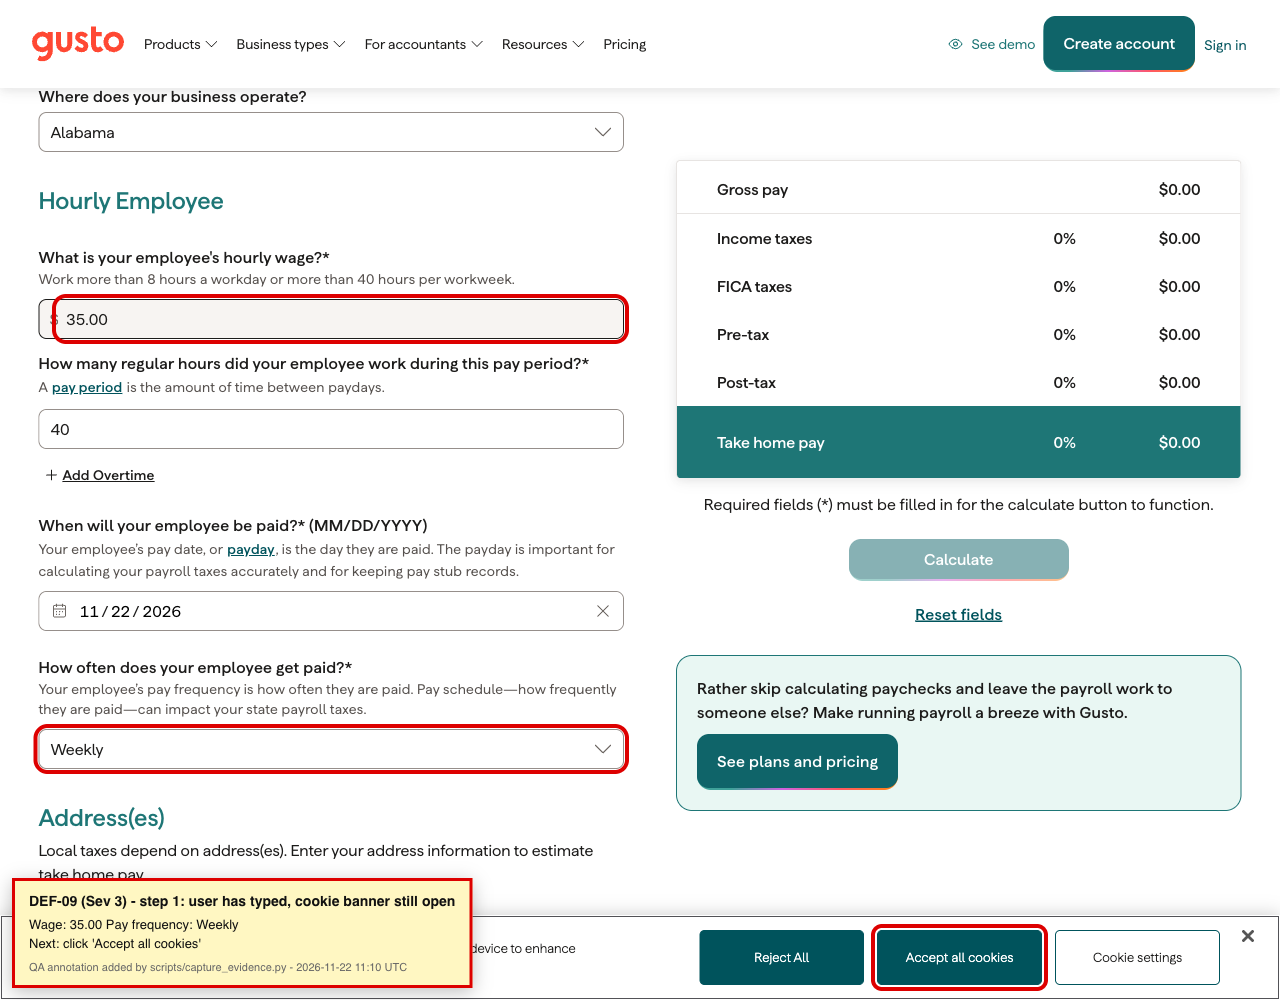 gusto
Products
Business types
For accountants
Resources
Pricing
See demo
Create account
Sign in
Where does your business operate?
Alabama
Hourly Employee
What is your employee's hourly wage?*
Work more than 8 hours a workday or more than 40 hours per workweek.
$ 35.00
How many regular hours did your employee work during this pay period?*
A pay period is the amount of time between paydays.
40
+ Add Overtime
When will your employee be paid?* (MM/DD/YYYY)
Your employee's pay date, or payday, is the day they are paid. The payday is important for
calculating your payroll taxes accurately and for keeping pay stub records.
11 / 22 / 2026
How often does your employee get paid?*
Your employee's pay frequency is how often they are paid. Pay schedule—how frequently
they are paid—can impact your state payroll taxes.
Weekly
Address(es)
Local taxes depend on address(es). Enter your address information to estimate
take home pay
Gross pay $0.00
Income taxes 0% $0.00
FICA taxes 0% $0.00
Pre-tax 0% $0.00
Post-tax 0% $0.00
Take home pay 0% $0.00
Required fields (*) must be filled in for the calculate button to function.
Calculate
Reset fields
Rather skip calculating paychecks and leave the payroll work to
someone else? Make running payroll a breeze with Gusto.
See plans and pricing
DEF-09 (Sev 3) - step 1: user has typed, cookie banner still open
Wage: 35.00 Pay frequency: Weekly
Next: click 'Accept all cookies'
QA annotation added by scripts/capture_evidence.py - 2026-11-22 11:10 UTC
device to enhance
Reject All
Accept all cookies
Cookie settings